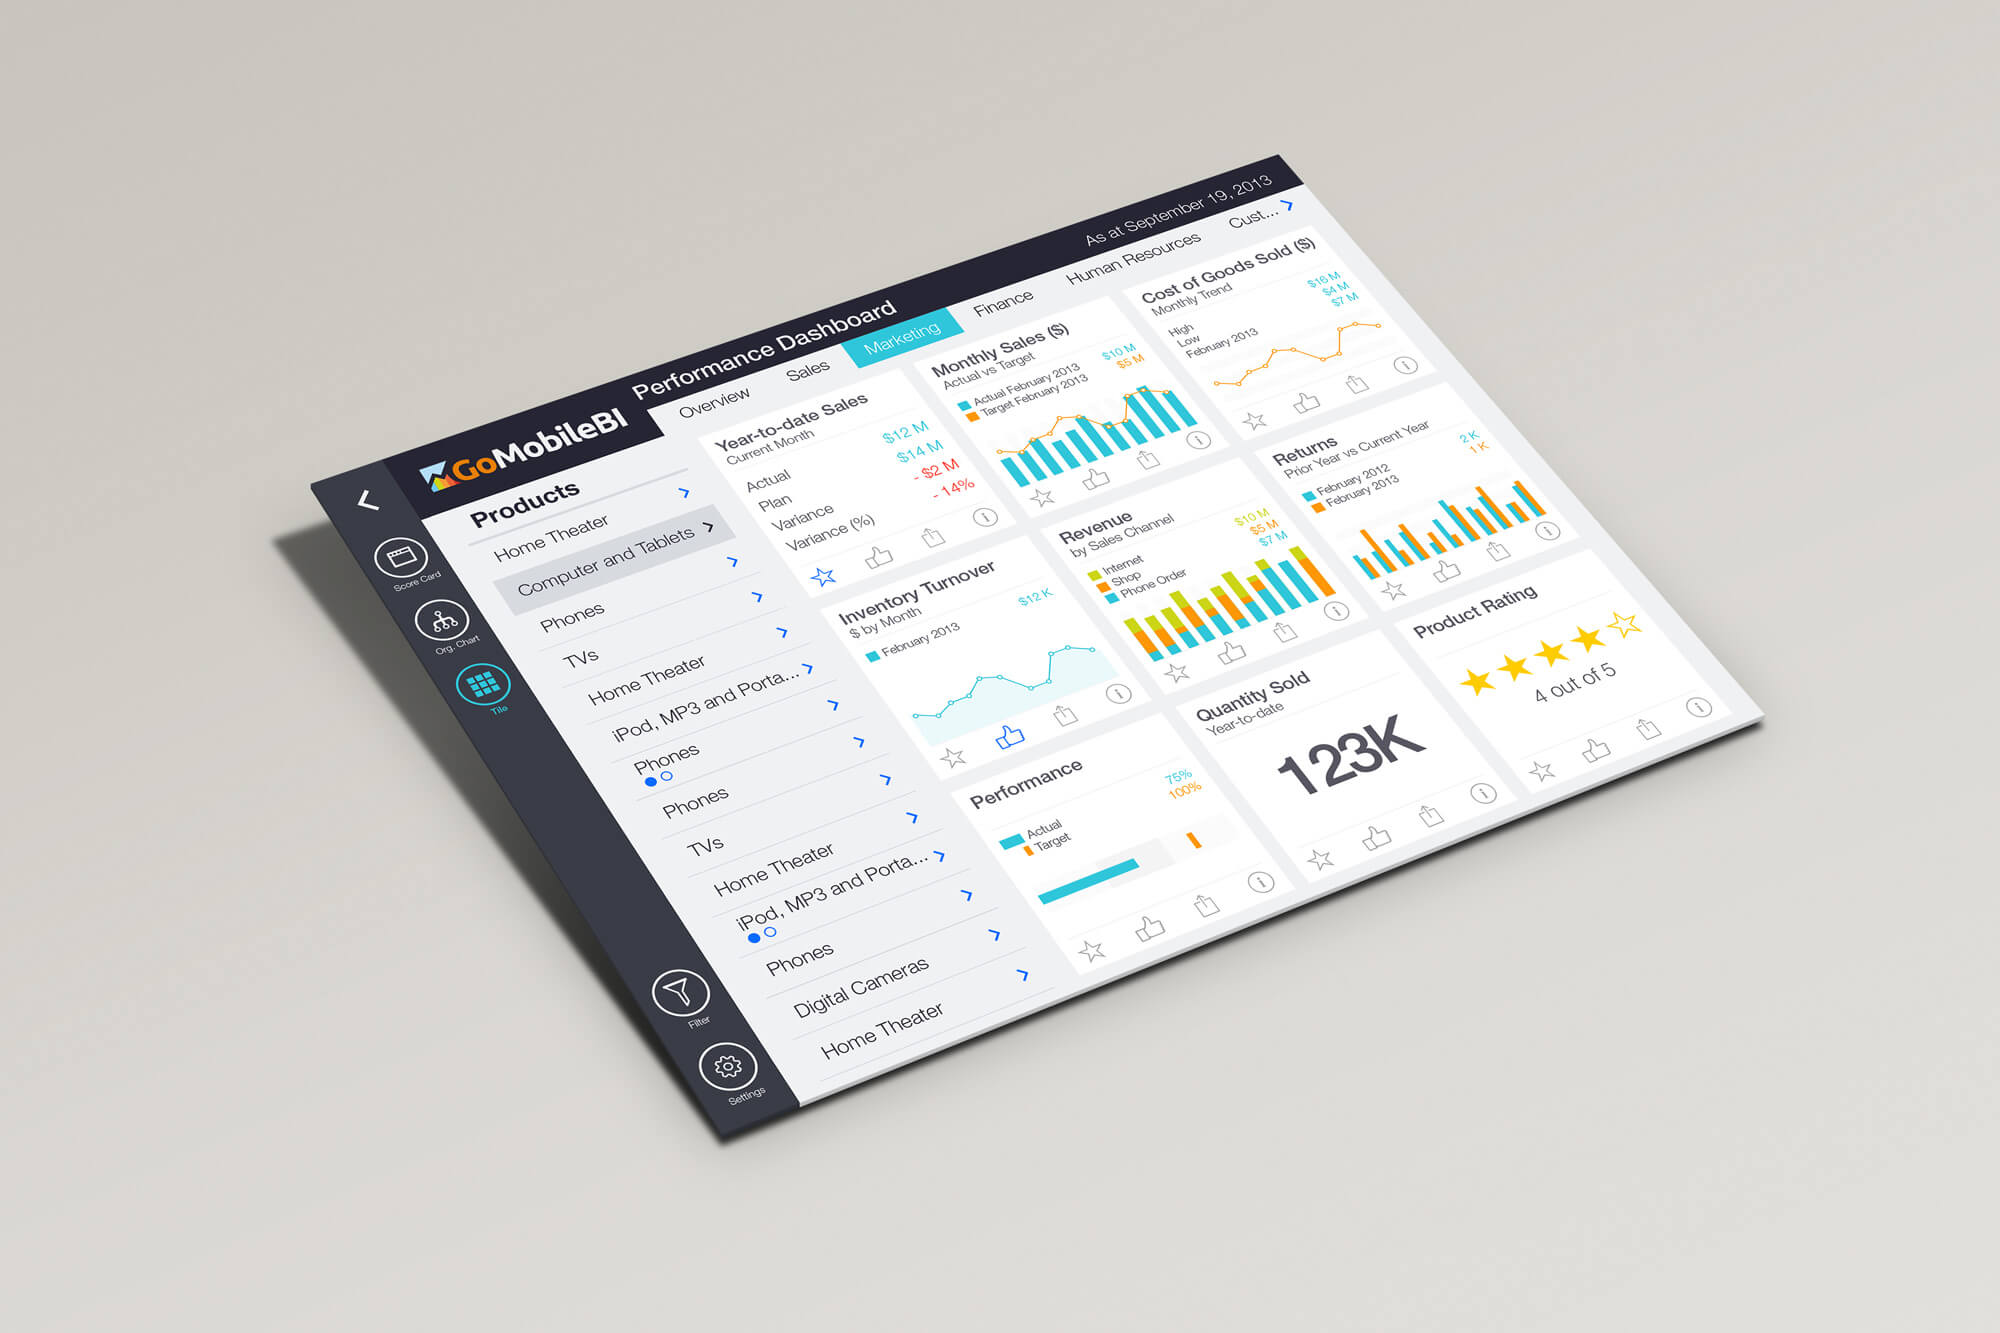 GoMobileBI
Performance Dashboard
As at September 19, 2013
Overview
Sales
Marketing
Finance
Human Resources
Cust...
Score Card
Org. Chart
Tile
Filter
Settings
Products
Home Theater
Computer and Tablets
Phones
TVs
Home Theater
iPod, MP3 and Porta...
Phones
Phones
TVs
Home Theater
iPod, MP3 and Porta...
Phones
Digital Cameras
Home Theater
Year-to-date Sales
Current Month
Actual $12 M
Plan $14 M
Variance - $2 M
Variance (%) - 14%
Monthly Sales ($)
Actual vs Target
Actual February 2013 $10 M
Target February 2013 $5 M
Cost of Goods Sold ($)
Monthly Trend
High $16 M
Low $4 M
February 2013 $7 M
Inventory Turnover
$ by Month
February 2013 $12 K
Revenue
by Sales Channel
Internet $10 M
Shop $5 M
Phone Order $7 M
Returns
Prior Year vs Current Year
February 2012 2 K
February 2013 1 K
Performance
Actual 75%
Target 100%
Quantity Sold
Year-to-date
123K
Product Rating
4 out of 5